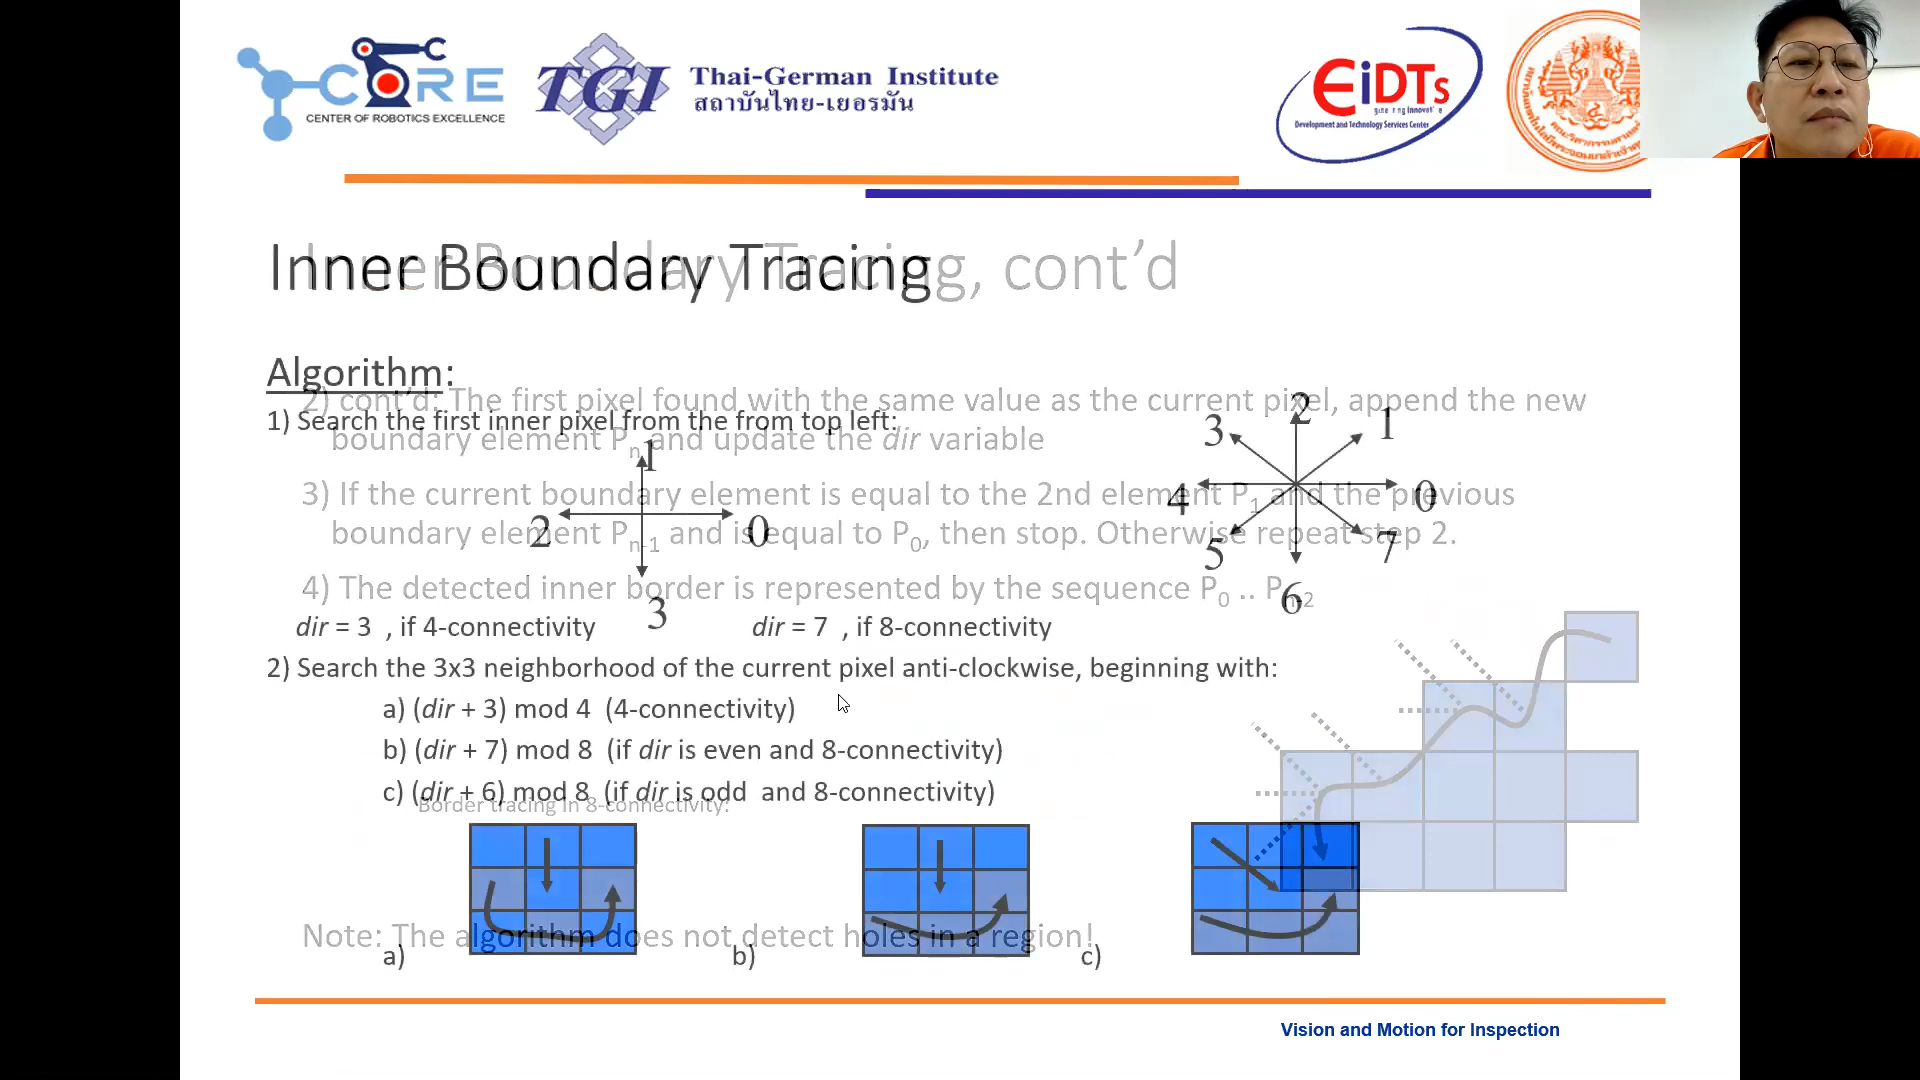 CORE
CENTER OF ROBOTICS EXCELLENCE
TGI
Thai-German Institute
สถาบันไทย-เยอรมัน
EiDTs
Development and Technology Services Center
Inner Boundary Tracing
Inner Boundary Tracing, cont’d
Algorithm:
1) Search the first inner pixel from the from top left:
1
2
0
3
2
3
1
4
0
5
7
6
dir = 3 , if 4-connectivity
dir = 7 , if 8-connectivity
2) Search the 3x3 neighborhood of the current pixel anti-clockwise, beginning with:
a) (dir + 3) mod 4 (4-connectivity)
b) (dir + 7) mod 8 (if dir is even and 8-connectivity)
c) (dir + 6) mod 8 (if dir is odd and 8-connectivity)
a)
b)
c)
2) cont’d: The first pixel found with the same value as the current pixel, append the new
boundary element Pn and update the dir variable
3) If the current boundary element is equal to the 2nd element P1 and the previous
boundary element Pn-1 and is equal to P0, then stop. Otherwise repeat step 2.
4) The detected inner border is represented by the sequence P0 .. Pn-2
Border tracing in 8-connectivity:
Note: The algorithm does not detect holes in a region!
Vision and Motion for Inspection